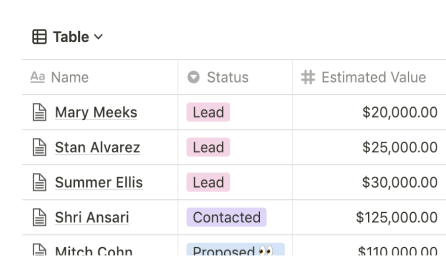 Table
Aa Name Status # Estimated Value
Mary Meeks Lead $20,000.00
Stan Alvarez Lead $25,000.00
Summer Ellis Lead $30,000.00
Shri Ansari Contacted $125,000.00
Mitch Cohn Proposed 👀 $110,000.00